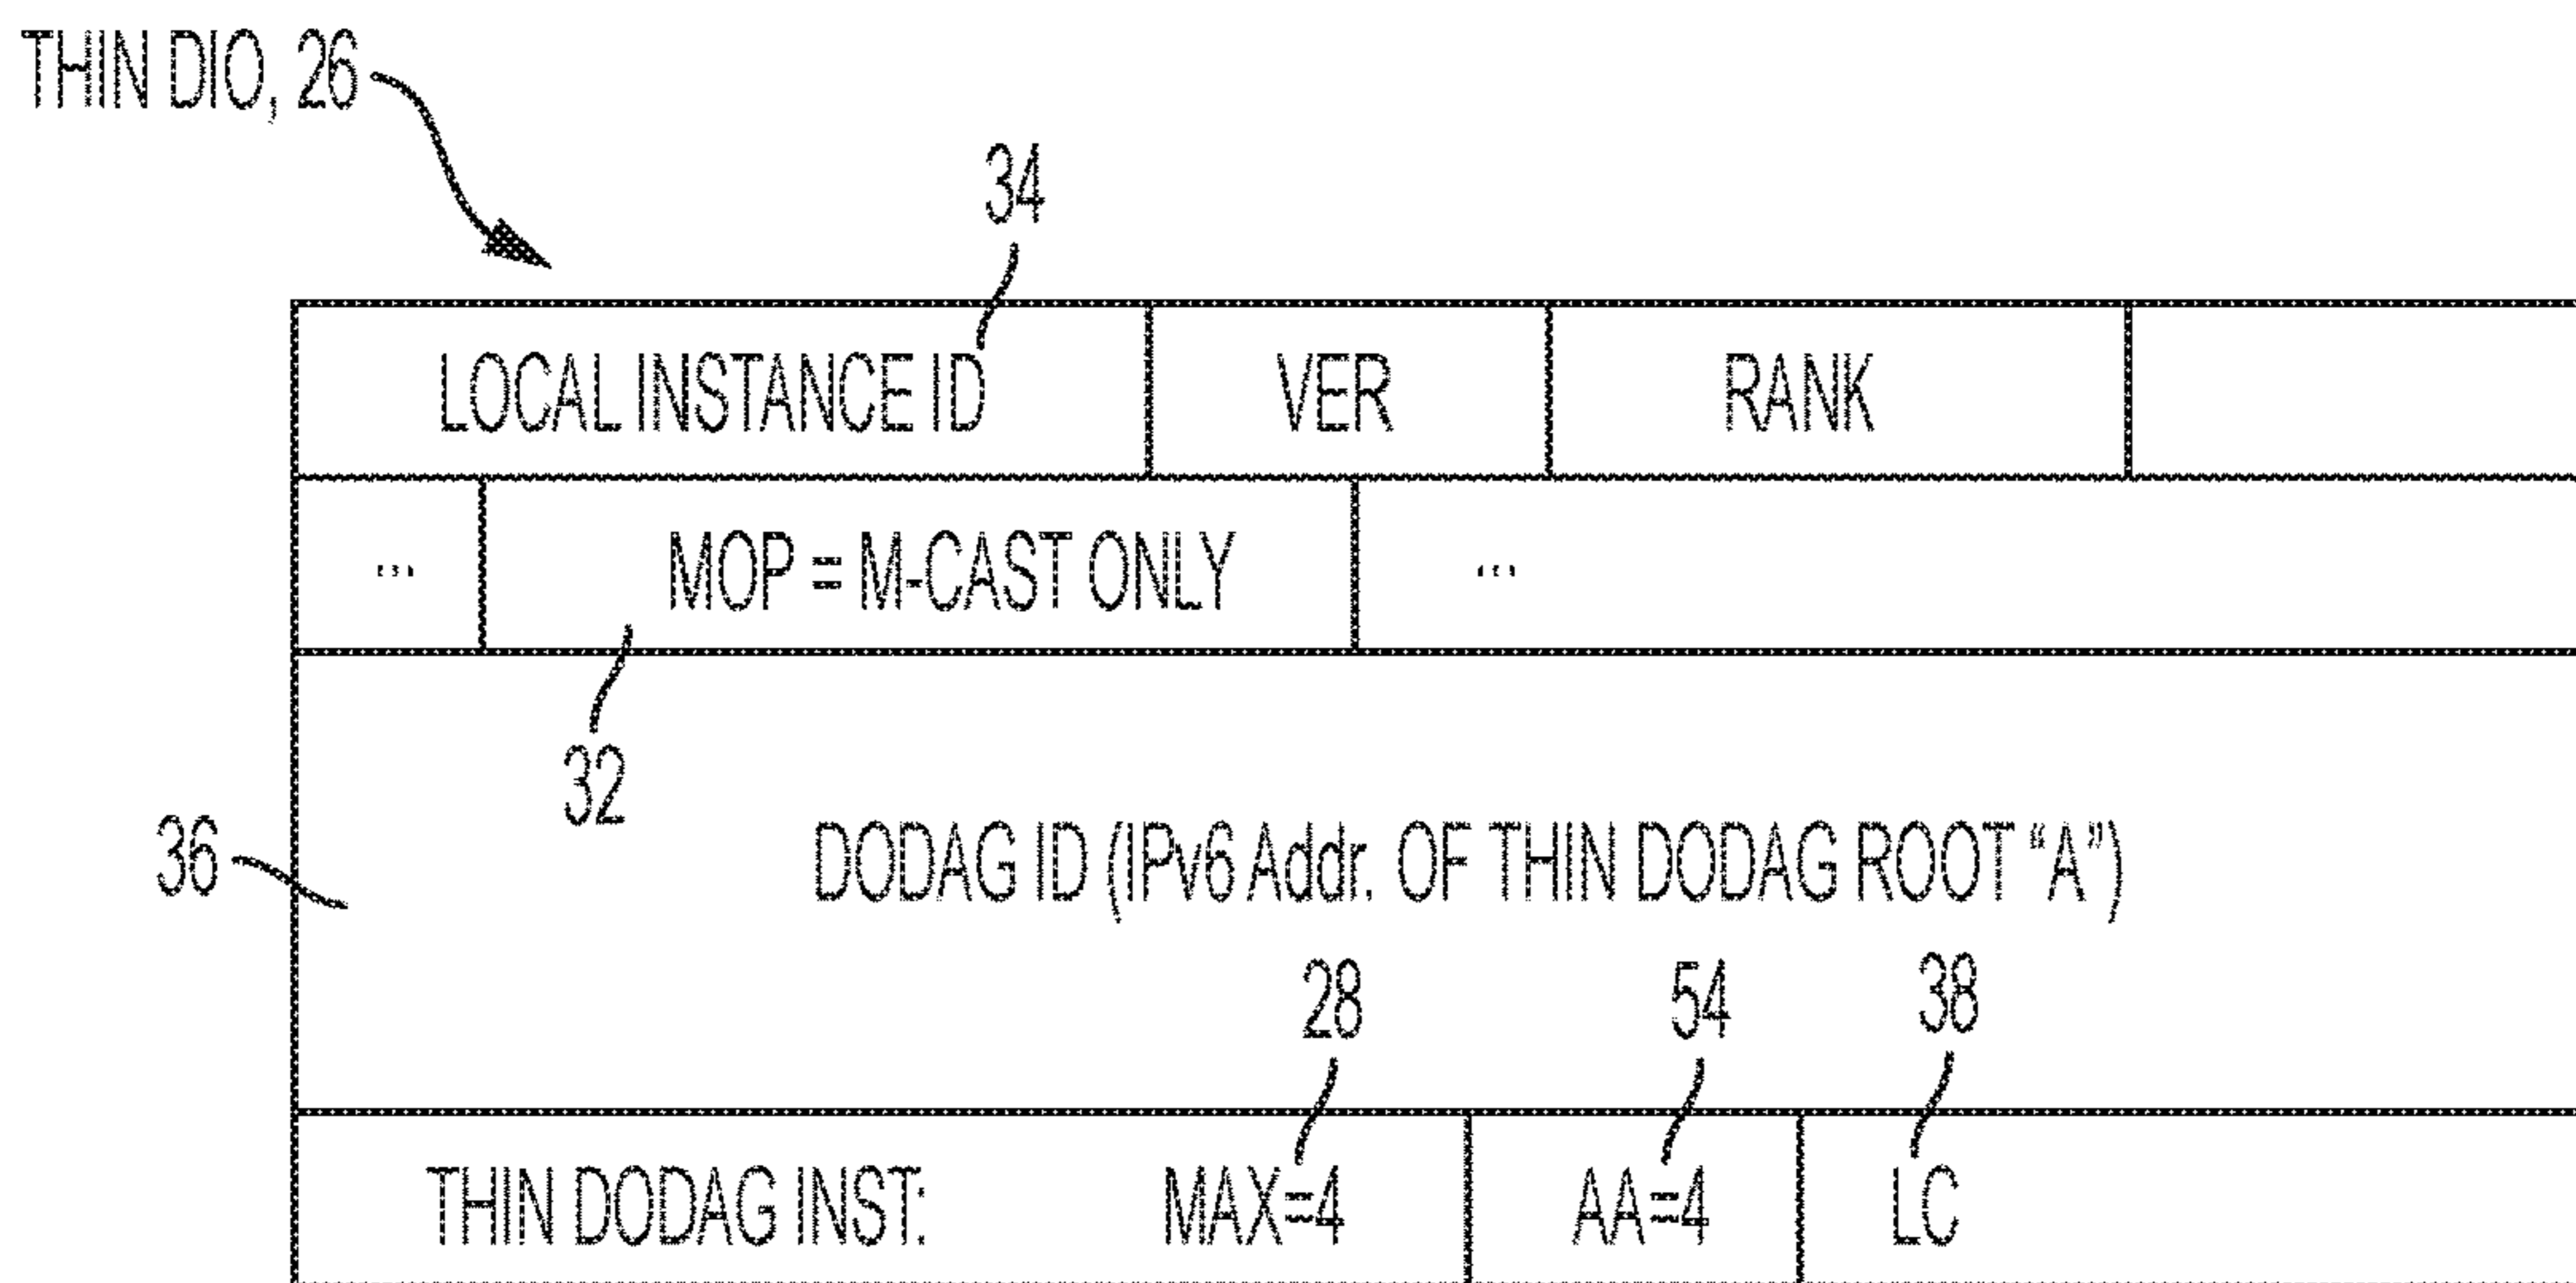 THIN DIO, 26
34
LOCAL INSTANCE ID VER RANK
... MOP = M-CAST ONLY ...
32
36
DODAG ID (IPv6 Addr. OF THIN DODAG ROOT “A”)
28 54 38
THIN DODAG INST: MAX=4 AA=4 LC